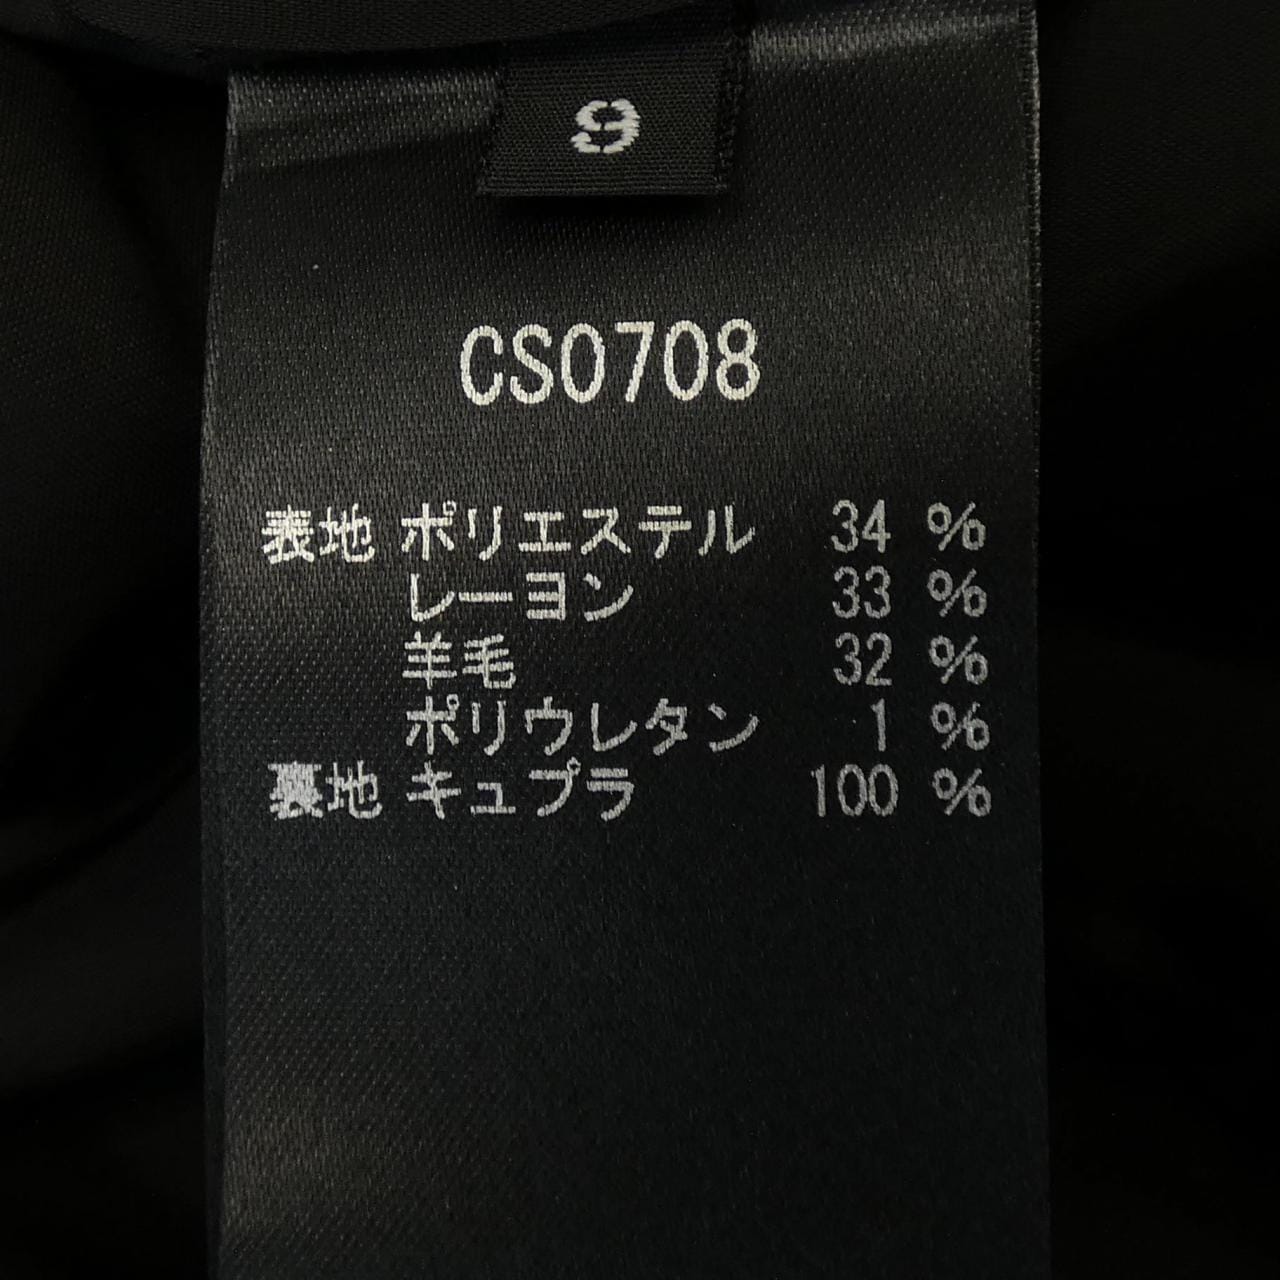 9
CS0708
表地 ポリエステル 34 %
レーヨン 33 %
羊毛 32 %
ポリウレタン 1 %
裏地 キュプラ 100 %